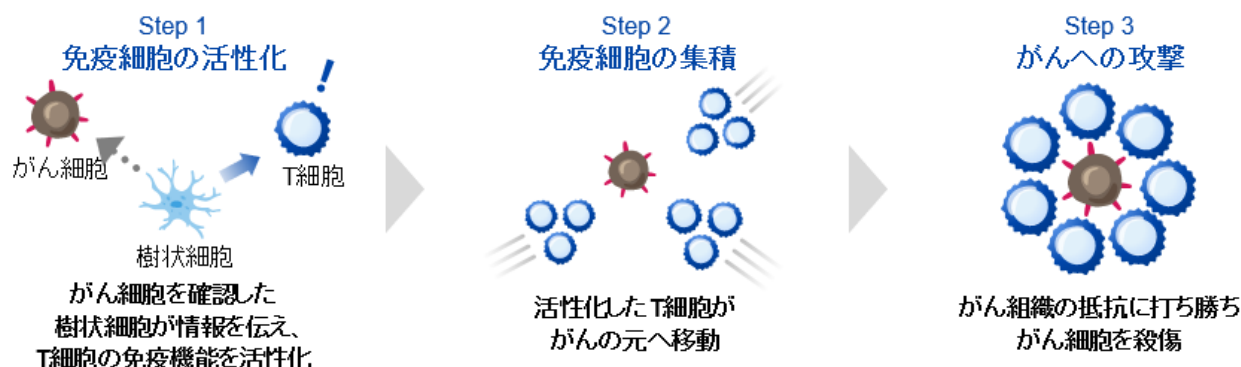 Step 1
免疫細胞の活性化
!
がん細胞
T細胞
樹状細胞
がん細胞を確認した
樹状細胞が情報を伝え、
T細胞の免疫機能を活性化
Step 2
免疫細胞の集積
活性化したT細胞が
がんの元へ移動
Step 3
がんへの攻撃
がん組織の抵抗に打ち勝ち
がん細胞を殺傷